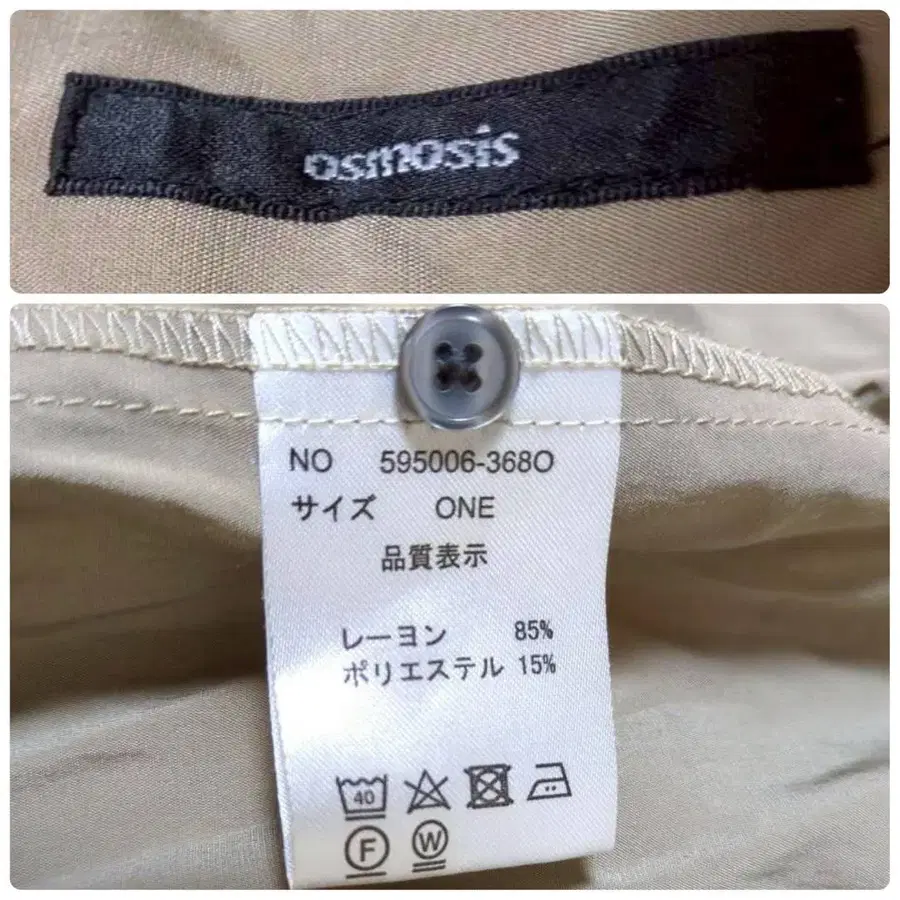 osmosis
NO 595006-368O
サイズ ONE
品質表示
レーヨン 85%
ポリエステル 15%
40
F W